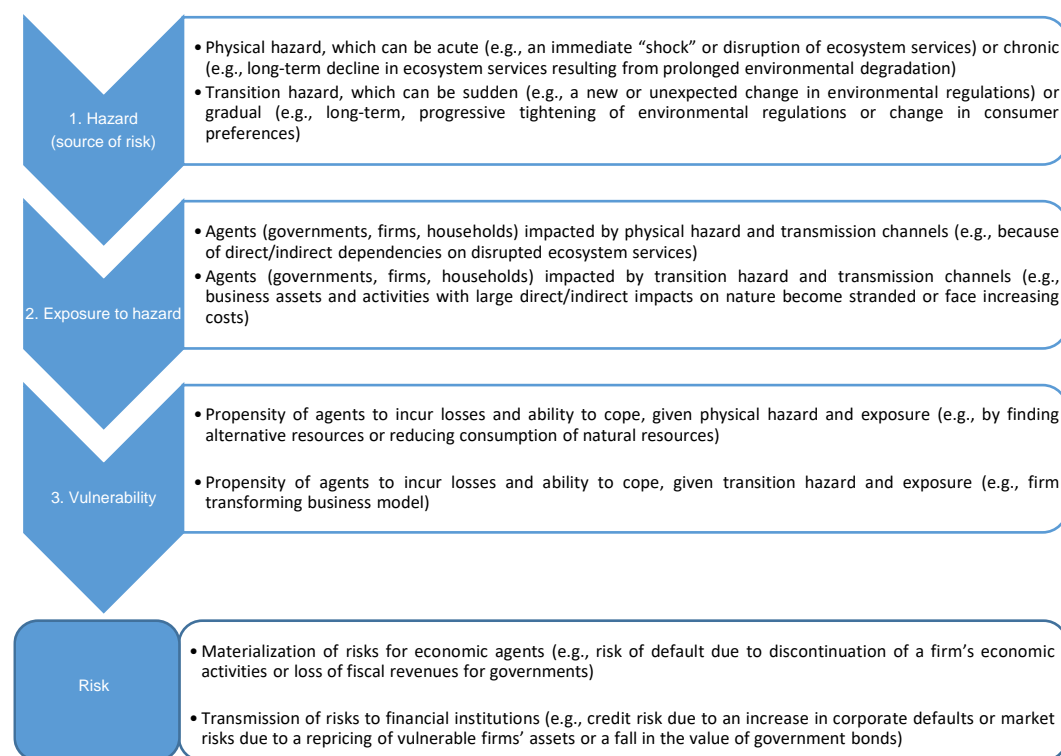 1. Hazard
(source of risk)
• Physical hazard, which can be acute (e.g., an immediate “shock” or disruption of ecosystem services) or chronic
(e.g., long-term decline in ecosystem services resulting from prolonged environmental degradation)
• Transition hazard, which can be sudden (e.g., a new or unexpected change in environmental regulations) or
gradual (e.g., long-term, progressive tightening of environmental regulations or change in consumer
preferences)
2. Exposure to hazard
• Agents (governments, firms, households) impacted by physical hazard and transmission channels (e.g., because
of direct/indirect dependencies on disrupted ecosystem services)
• Agents (governments, firms, households) impacted by transition hazard and transmission channels (e.g.,
business assets and activities with large direct/indirect impacts on nature become stranded or face increasing
costs)
3. Vulnerability
• Propensity of agents to incur losses and ability to cope, given physical hazard and exposure (e.g., by finding
alternative resources or reducing consumption of natural resources)
• Propensity of agents to incur losses and ability to cope, given transition hazard and exposure (e.g., firm
transforming business model)
Risk
• Materialization of risks for economic agents (e.g., risk of default due to discontinuation of a firm’s economic
activities or loss of fiscal revenues for governments)
• Transmission of risks to financial institutions (e.g., credit risk due to an increase in corporate defaults or market
risks due to a repricing of vulnerable firms’ assets or a fall in the value of government bonds)